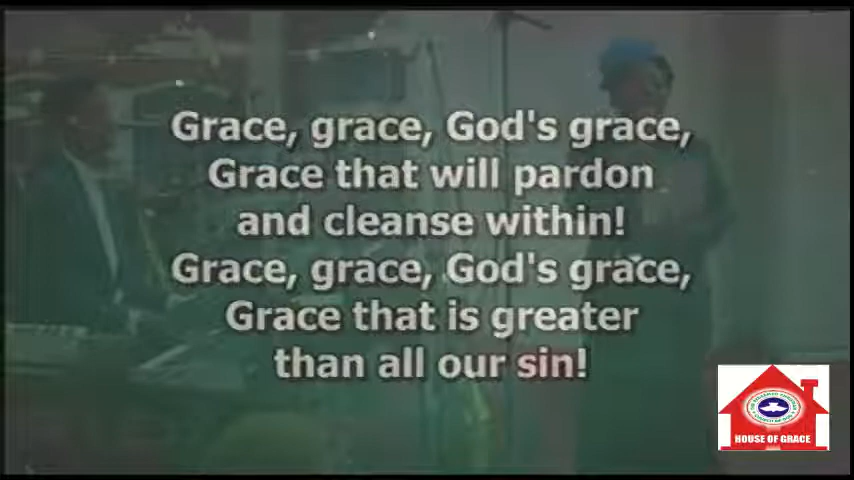 Grace, grace, God's grace,
Grace that will pardon
and cleanse within!
Grace, grace, God's grace,
Grace that is greater
than all our sin!
HOUSE OF GRACE